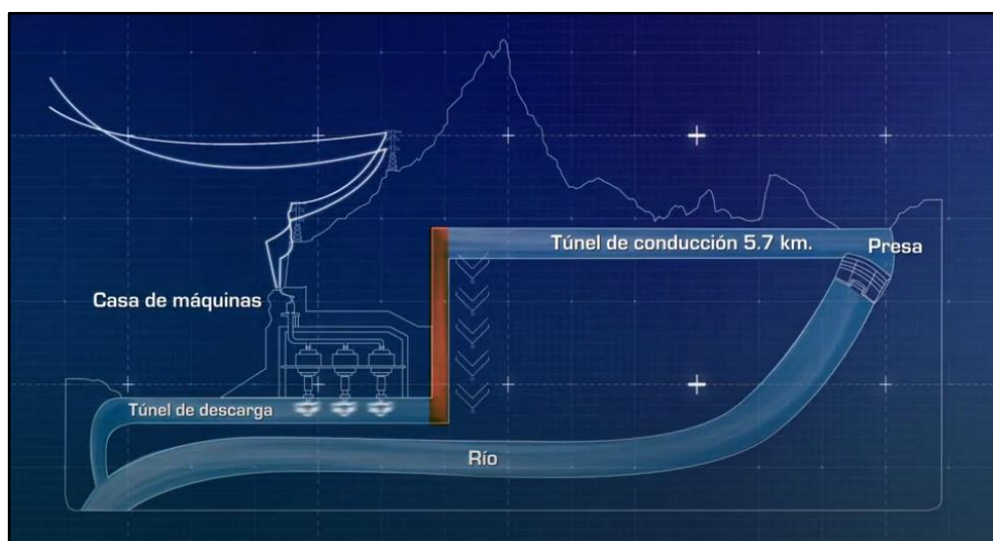 Túnel de conducción 5.7 km.
Presa
Casa de máquinas
Túnel de descarga
Río